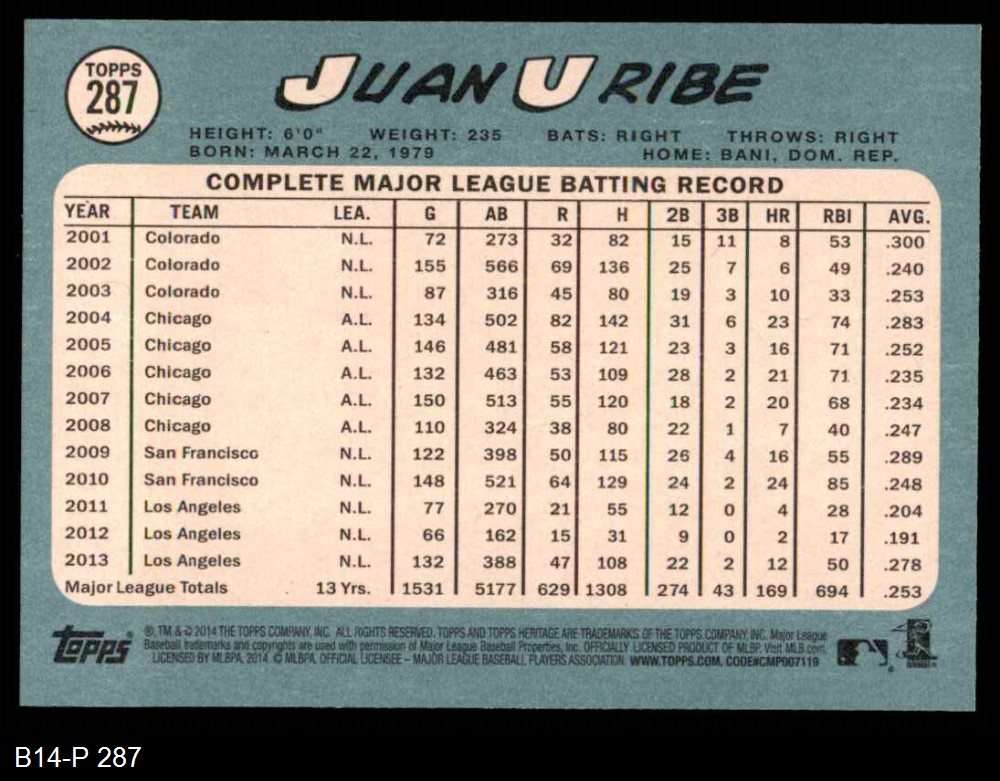 TOPPS
287
JUAN URIBE
HEIGHT: 6'0" WEIGHT: 235 BATS: RIGHT THROWS: RIGHT
BORN: MARCH 22, 1979 HOME: BANI, DOM. REP.
COMPLETE MAJOR LEAGUE BATTING RECORD
YEAR TEAM LEA. G AB R H 2B 3B HR RBI AVG.
2001 Colorado N.L. 72 273 32 82 15 11 8 53 .300
2002 Colorado N.L. 155 566 69 136 25 7 6 49 .240
2003 Colorado N.L. 87 316 45 80 19 3 10 33 .253
2004 Chicago A.L. 134 502 82 142 31 6 23 74 .283
2005 Chicago A.L. 146 481 58 121 23 3 16 71 .252
2006 Chicago A.L. 132 463 53 109 28 2 21 71 .235
2007 Chicago A.L. 150 513 55 120 18 2 20 68 .234
2008 Chicago A.L. 110 324 38 80 22 1 7 40 .247
2009 San Francisco N.L. 122 398 50 115 26 4 16 55 .289
2010 San Francisco N.L. 148 521 64 129 24 2 24 85 .248
2011 Los Angeles N.L. 77 270 21 55 12 0 4 28 .204
2012 Los Angeles N.L. 66 162 15 31 9 0 2 17 .191
2013 Los Angeles N.L. 132 388 47 108 22 2 12 50 .278
Major League Totals 13 Yrs. 1531 5177 629 1308 274 43 169 694 .253
topps
®, TM & © 2014 THE TOPPS COMPANY, INC. ALL RIGHTS RESERVED. TOPPS AND TOPPS HERITAGE ARE TRADEMARKS OF THE TOPPS COMPANY, INC. Major League
Baseball trademarks and copyrights are used with permission of Major League Baseball Properties, Inc. OFFICIALLY LICENSED PRODUCT OF MLBP. Visit MLB.com.
LICENSED BY MLBPA, 2014. © MLBPA. OFFICIAL LICENSEE – MAJOR LEAGUE BASEBALL PLAYERS ASSOCIATION. WWW.TOPPS.COM. CODE#CMP007119
B14-P 287